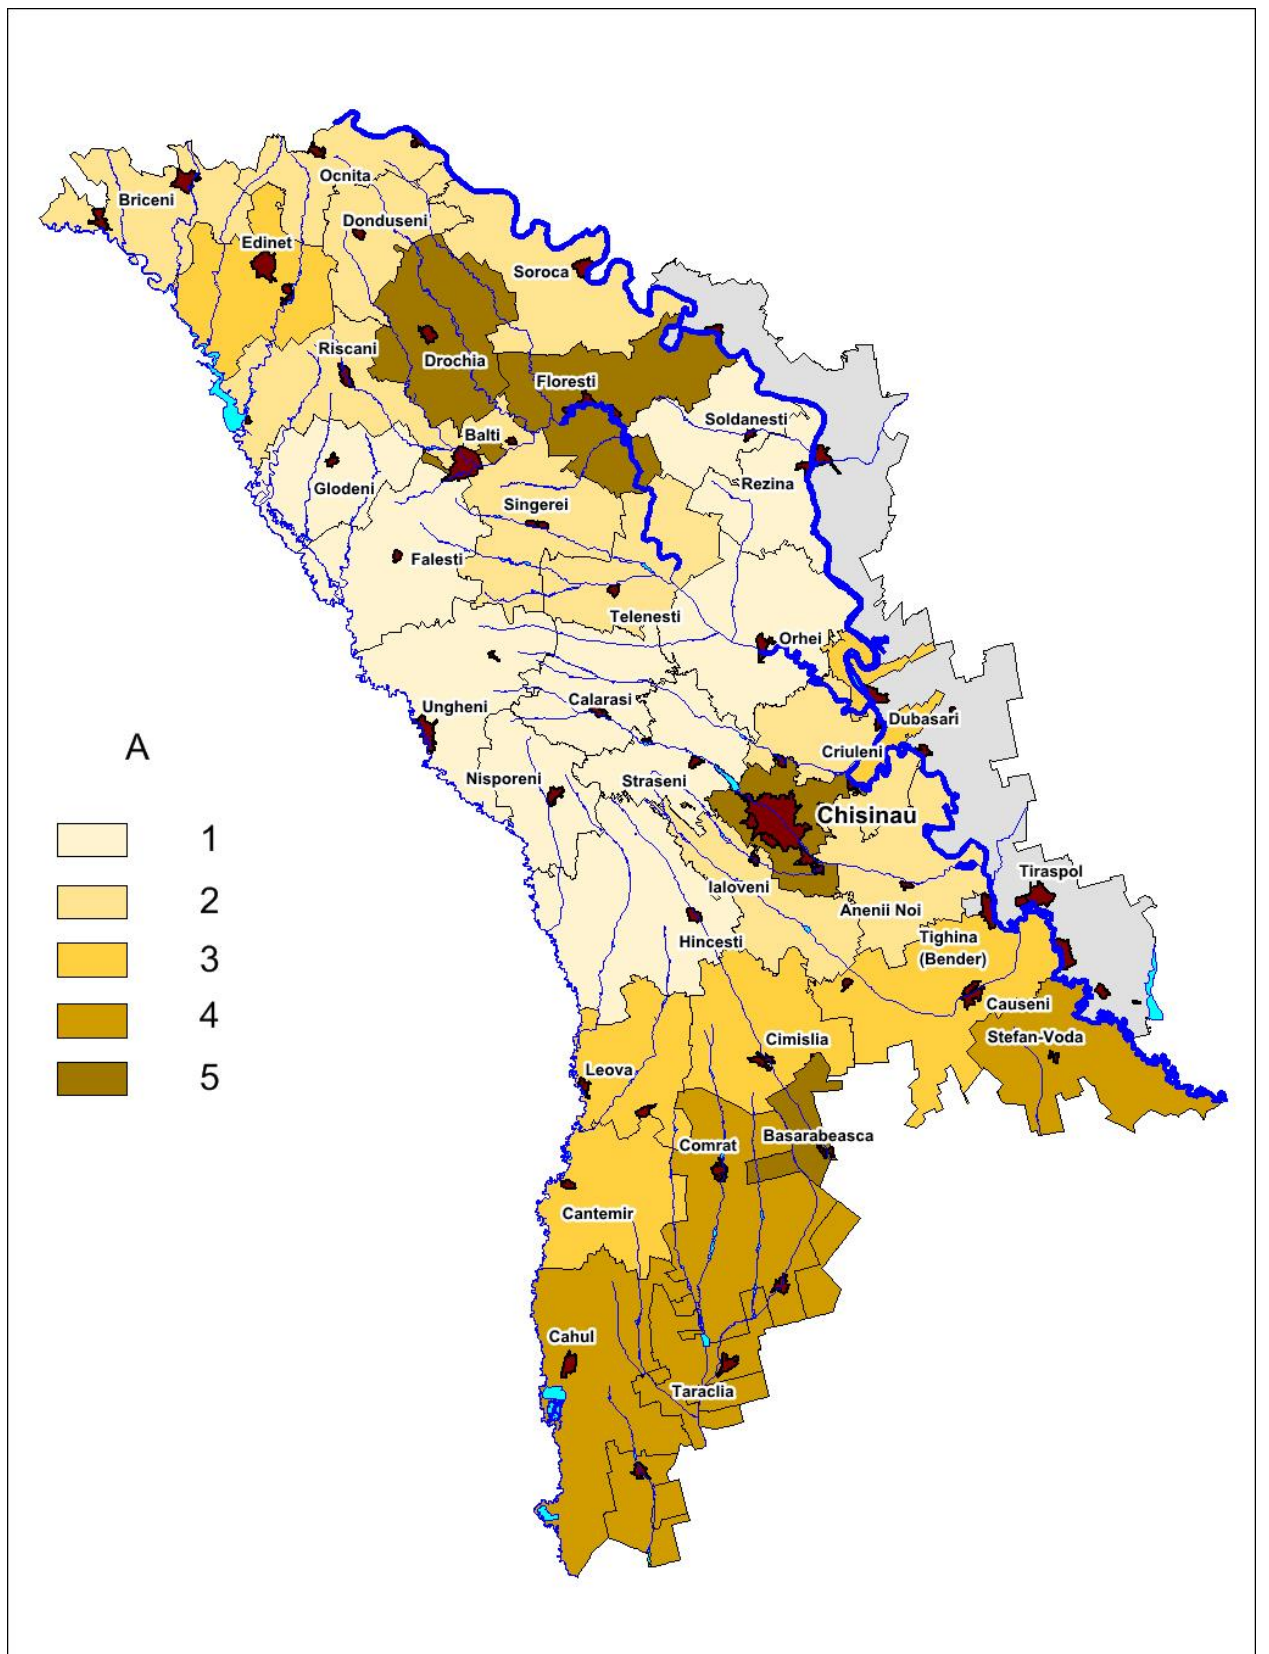 Ocnita
Briceni
Donduseni
Edinet
Soroca
Riscani
Drochia
Floresti
Soldanesti
Balti
Rezina
Glodeni
Singerei
Falesti
Telenesti
Orhei
Calarasi
Ungheni
Dubasari
A
Criuleni
Nisporeni
Straseni
Chisinau
1
Tiraspol
Ialoveni
2
Anenii Noi
Tighina
(Bender)
Hincesti
3
Causeni
4
Stefan-Voda
Cimislia
Leova
5
Basarabeasca
Comrat
Cantemir
Cahul
Taraclia